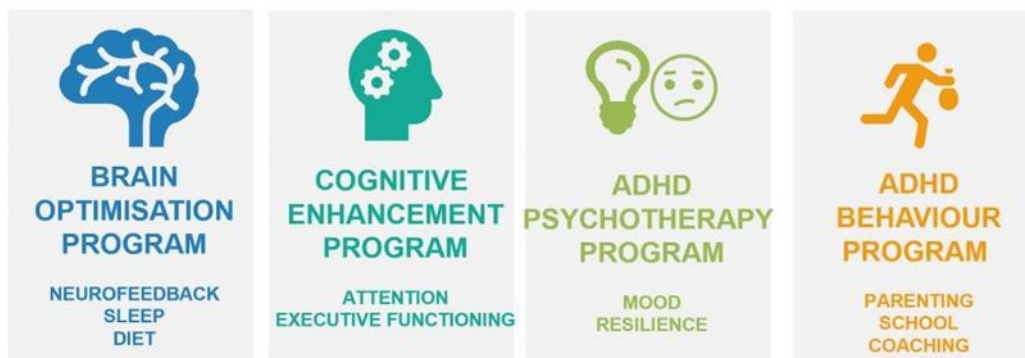 BRAIN
OPTIMISATION
PROGRAM
NEUROFEEDBACK
SLEEP
DIET
COGNITIVE
ENHANCEMENT
PROGRAM
ATTENTION
EXECUTIVE FUNCTIONING
ADHD
PSYCHOTHERAPY
PROGRAM
MOOD
RESILIENCE
ADHD
BEHAVIOUR
PROGRAM
PARENTING
SCHOOL
COACHING